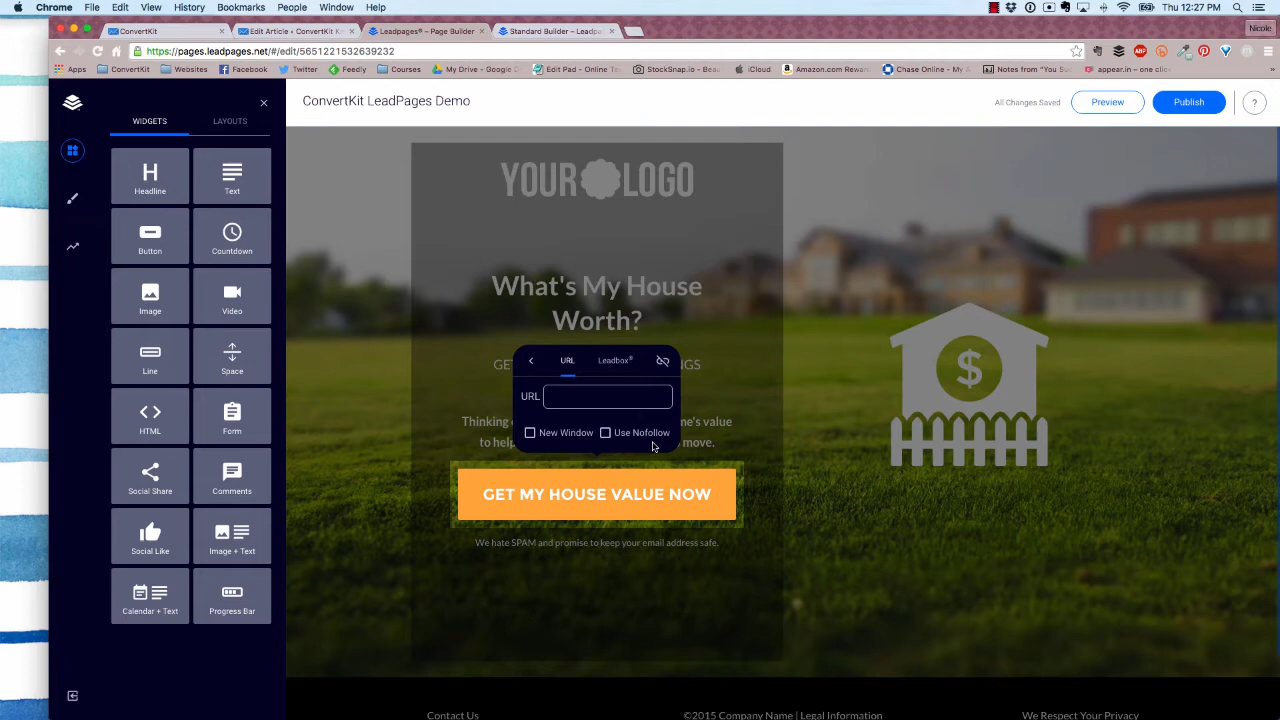 Chrome File Edit View History Bookmarks People Window Help
Thu 12:27 PM
ConvertKit
Edit Article ‹ ConvertKit Kn
Leadpages® – Page Builder
Standard Builder – Leadpa
Nicole
https://pages.leadpages.net/#/edit/5651221532639232
Apps ConvertKit Websites Facebook Twitter Feedly Courses My Drive - Google D Edit Pad - Online Te StockSnap.io - Bea iCloud Amazon.com Rewar Chase Online - My A Notes from "You Sv appear.in – one clic
ConvertKit LeadPages Demo
All Changes Saved
Preview
Publish
?
WIDGETS
LAYOUTS
H
Headline
Text
Button
Countdown
Image
Video
Line
Space
HTML
Form
Social Share
Comments
Social Like
Image + Text
Calendar + Text
Progress Bar
YOUR LOGO
What's My House
Worth?
URL
Leadbox®
URL
New Window
Use Nofollow
Thinking
ne's value
to help
move.
GET MY HOUSE VALUE NOW
We hate SPAM and promise to keep your email address safe.
$
Contact Us
©2015 Company Name | Legal Information
We Respect Your Privacy